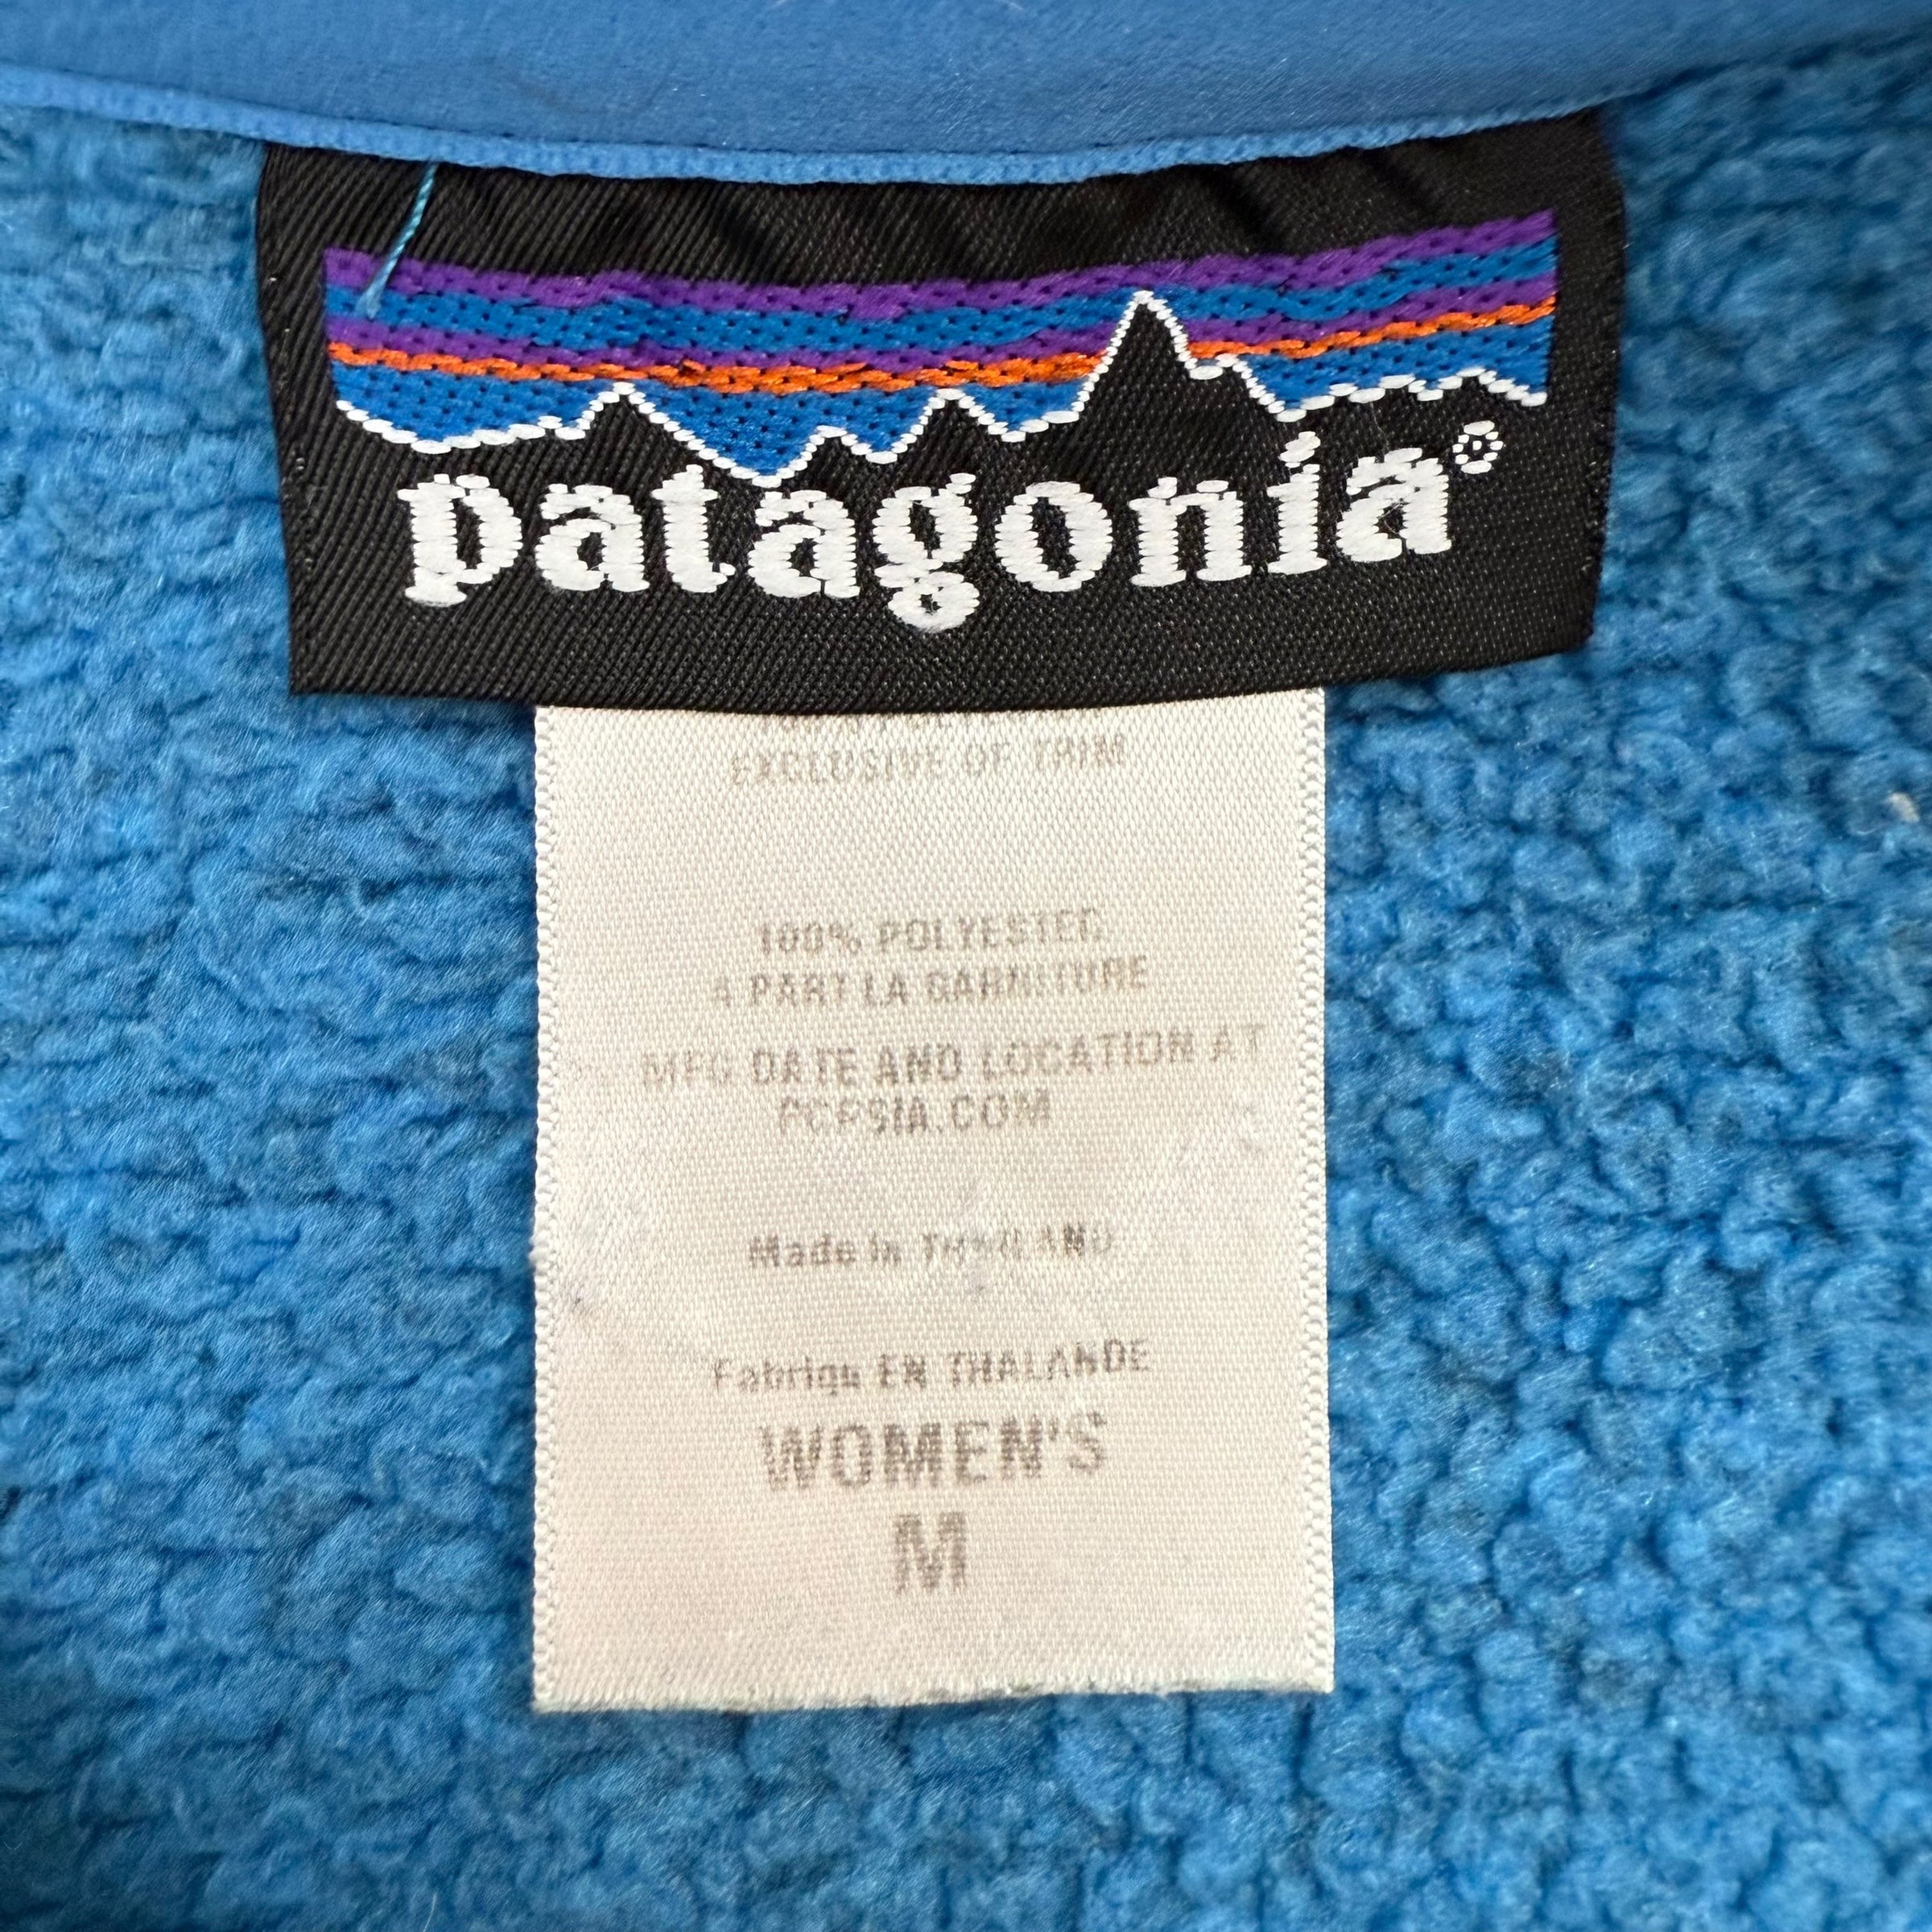 patagonia®
EXCLUSIVE OF TRIM
100% POLYESTER
A PART LA GARNITURE
MFG DATE AND LOCATION AT
PCPSIA.COM
Made in THAILAND
Fabriqu EN THALANDE
WOMEN'S
M